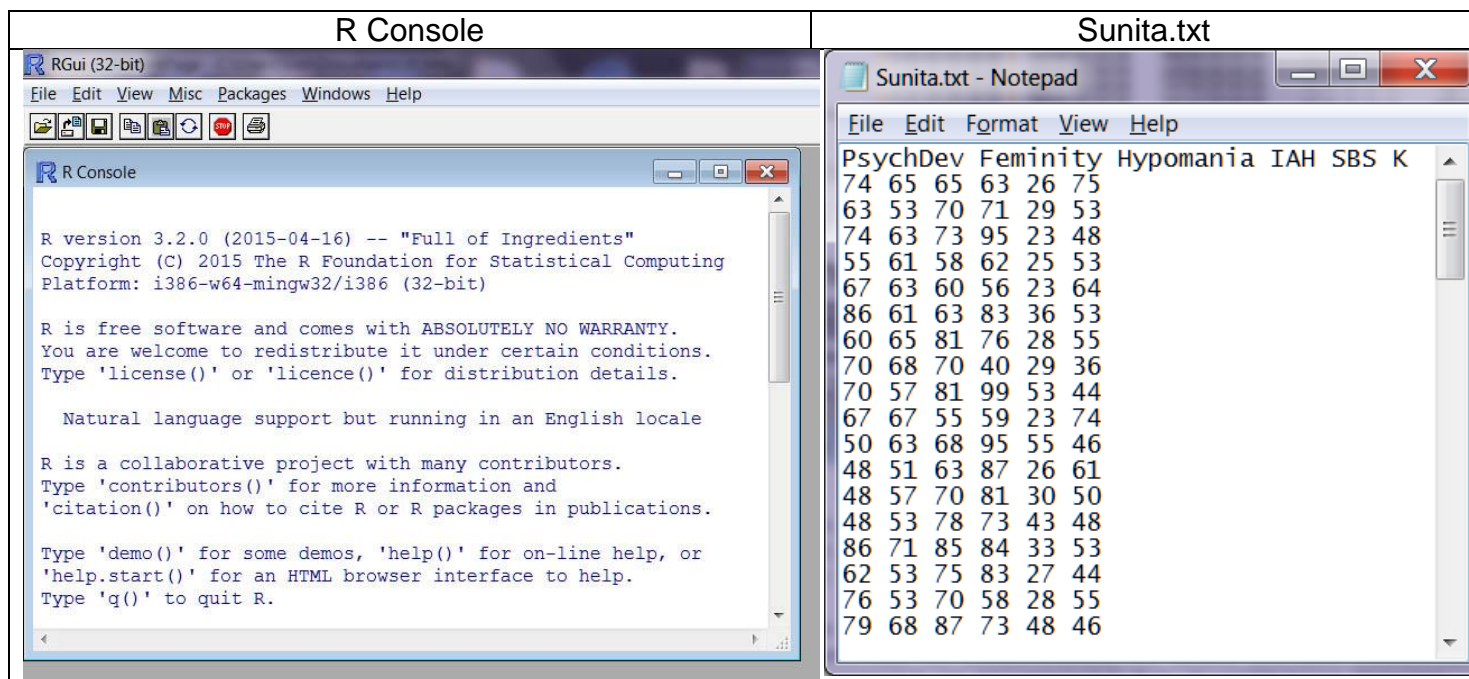 R Console
Sunita.txt
RGui (32-bit)
File Edit View Misc Packages Windows Help
STOP
R Console
R version 3.2.0 (2015-04-16) -- "Full of Ingredients"
Copyright (C) 2015 The R Foundation for Statistical Computing
Platform: i386-w64-mingw32/i386 (32-bit)
R is free software and comes with ABSOLUTELY NO WARRANTY.
You are welcome to redistribute it under certain conditions.
Type 'license()' or 'licence()' for distribution details.
Natural language support but running in an English locale
R is a collaborative project with many contributors.
Type 'contributors()' for more information and
'citation()' on how to cite R or R packages in publications.
Type 'demo()' for some demos, 'help()' for on-line help, or
'help.start()' for an HTML browser interface to help.
Type 'q()' to quit R.
Sunita.txt - Notepad
File Edit Format View Help
PsychDev Feminity Hypomania IAH SBS K
74 65 65 63 26 75
63 53 70 71 29 53
74 63 73 95 23 48
55 61 58 62 25 53
67 63 60 56 23 64
86 61 63 83 36 53
60 65 81 76 28 55
70 68 70 40 29 36
70 57 81 99 53 44
67 67 55 59 23 74
50 63 68 95 55 46
48 51 63 87 26 61
48 57 70 81 30 50
48 53 78 73 43 48
86 71 85 84 33 53
62 53 75 83 27 44
76 53 70 58 28 55
79 68 87 73 48 46